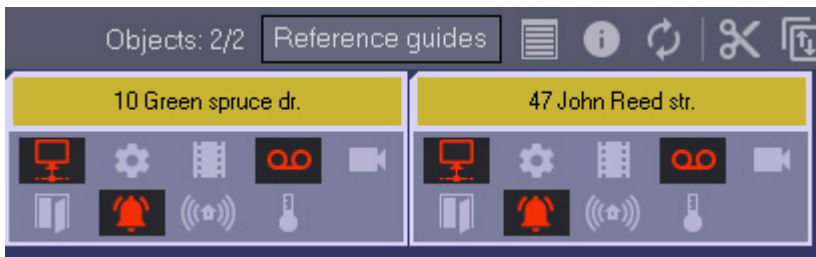 Objects: 2/2 Reference guides
10 Green spruce dr. 47 John Reed str.